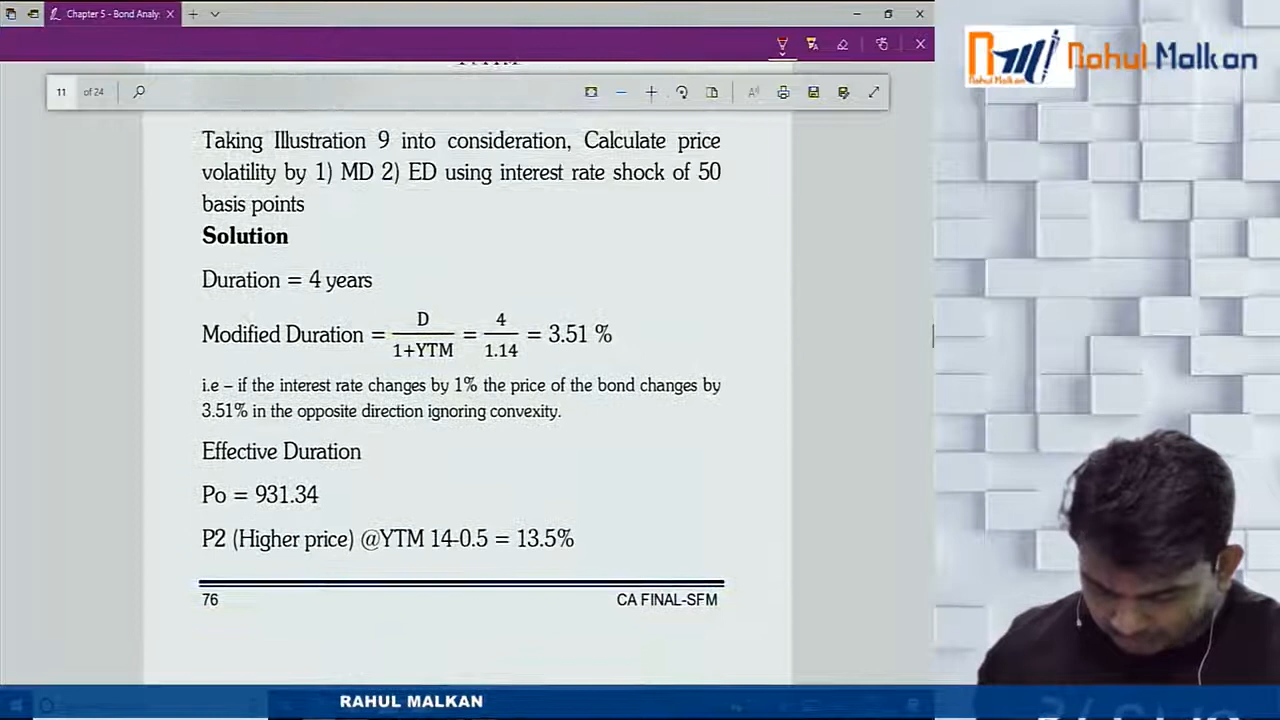 Chapter 5 - Bond Analy
Rahul Malkan
Rahul Malkan
11 of 24
Taking Illustration 9 into consideration, Calculate price
volatility by 1) MD 2) ED using interest rate shock of 50
basis points
Solution
Duration = 4 years
Modified Duration = D / 1+YTM = 4 / 1.14 = 3.51 %
i.e – if the interest rate changes by 1% the price of the bond changes by
3.51% in the opposite direction ignoring convexity.
Effective Duration
Po = 931.34
P2 (Higher price) @YTM 14-0.5 = 13.5%
76 CA FINAL-SFM
RAHUL MALKAN